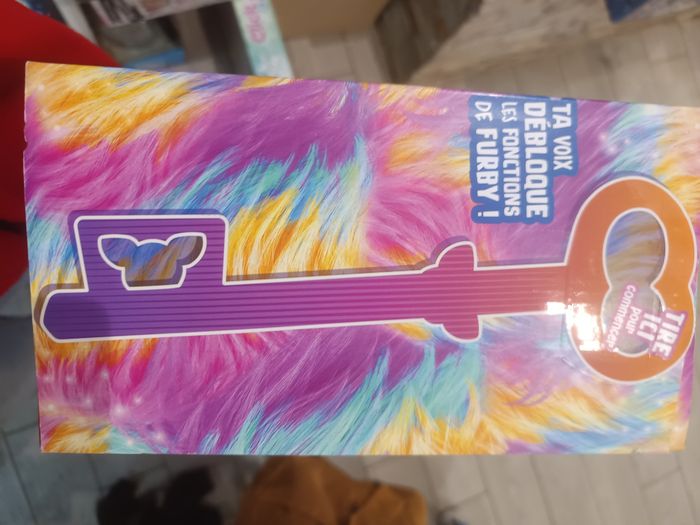 TA VOIX
DÉBLOQUE
LES FONCTIONS
DE FURBY !
TIRE
ICI
pour
commencer